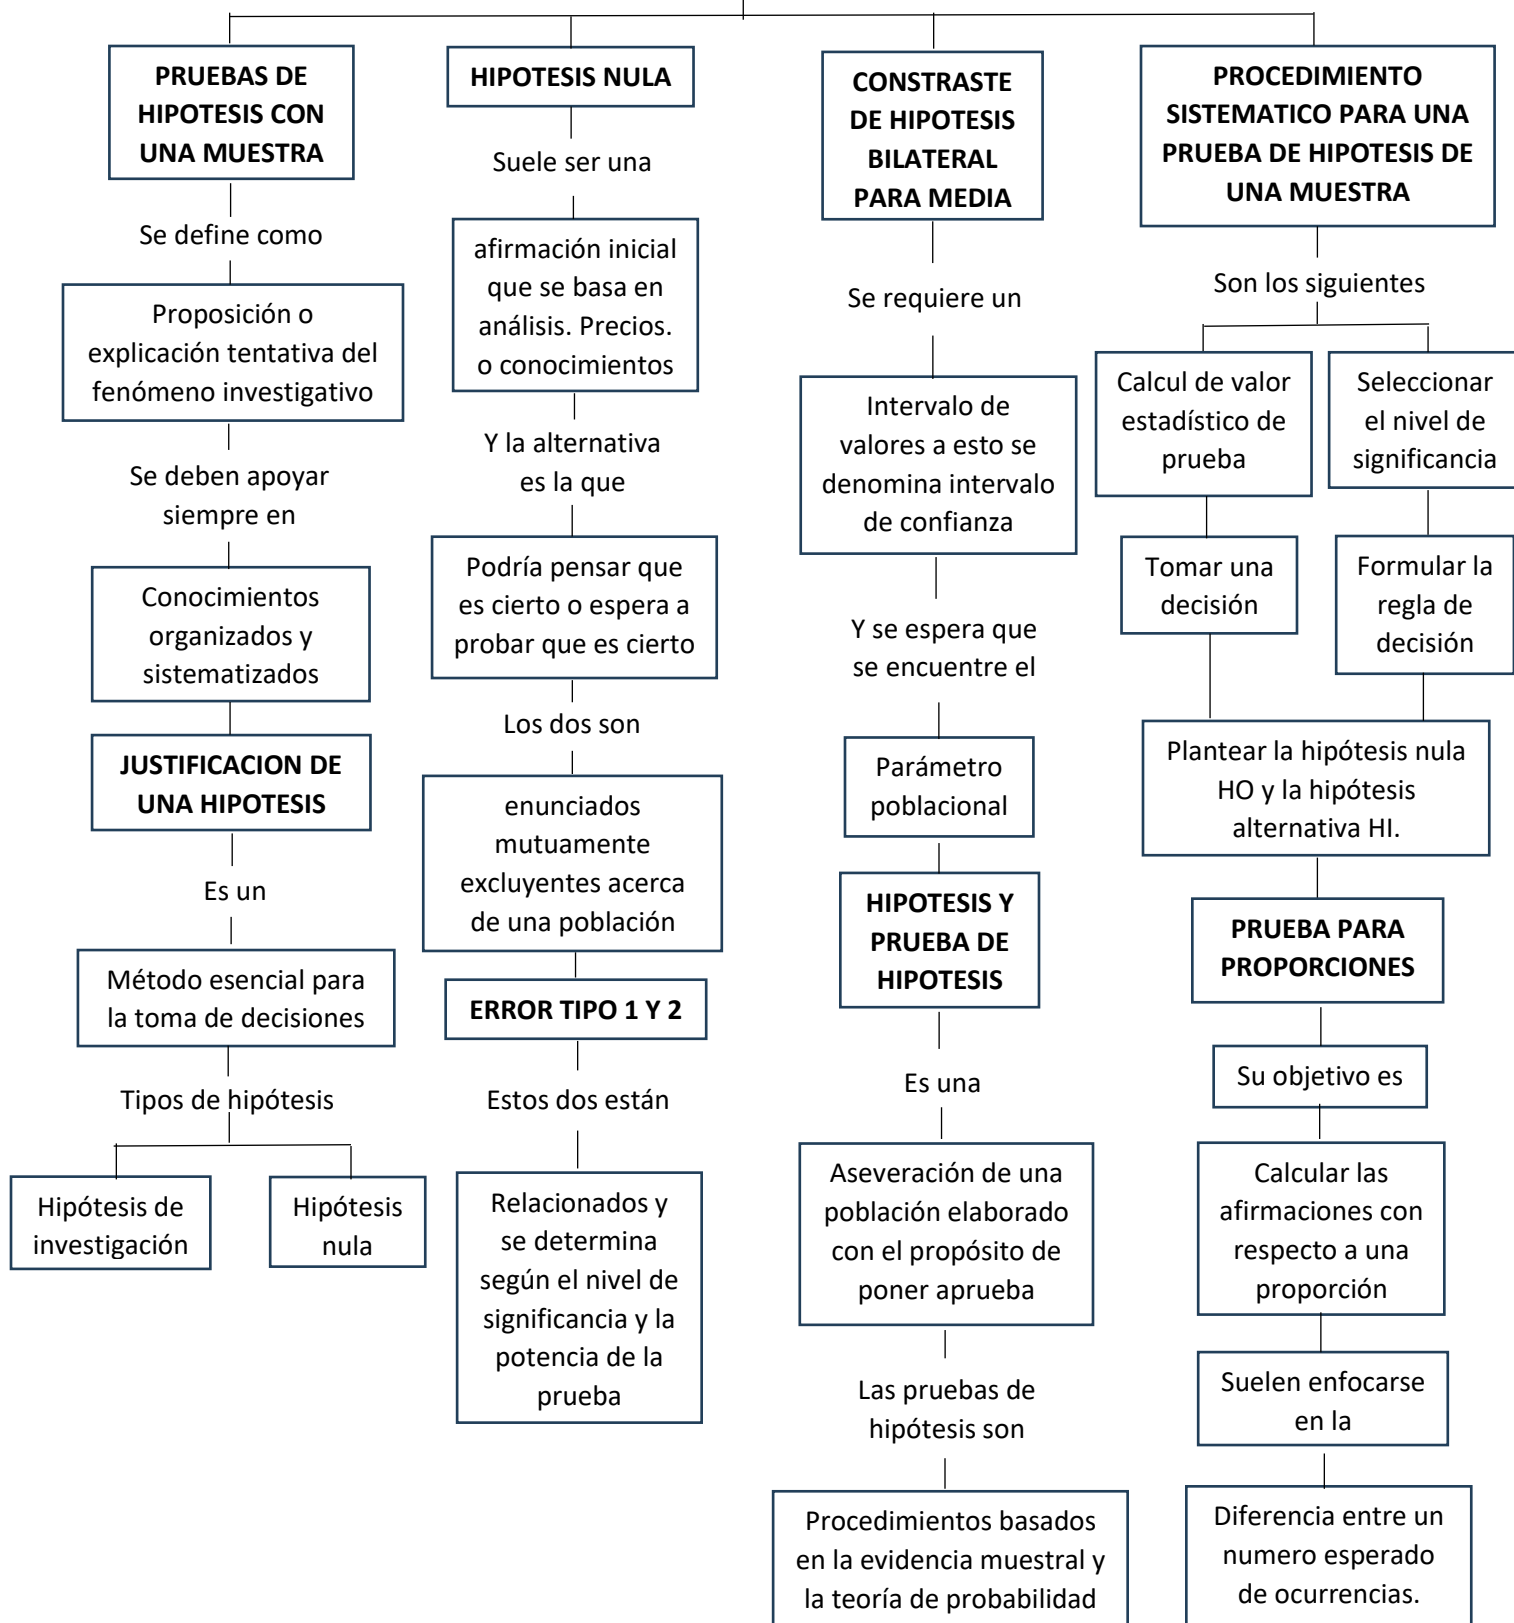 PRUEBAS DE
HIPOTESIS CON
UNA MUESTRA
Se define como
Proposición o
explicación tentativa del
fenómeno investigativo
Se deben apoyar
siempre en
Conocimientos
organizados y
sistematizados
JUSTIFICACION DE
UNA HIPOTESIS
Es un
Método esencial para
la toma de decisiones
Tipos de hipótesis
Hipótesis de
investigación
Hipótesis
nula
HIPOTESIS NULA
Suele ser una
afirmación inicial
que se basa en
análisis. Precios.
o conocimientos
Y la alternativa
es la que
Podría pensar que
es cierto o espera a
probar que es cierto
Los dos son
enunciados
mutuamente
excluyentes acerca
de una población
ERROR TIPO 1 Y 2
Estos dos están
Relacionados y
se determina
según el nivel de
significancia y la
potencia de la
prueba
CONSTRASTE
DE HIPOTESIS
BILATERAL
PARA MEDIA
Se requiere un
Intervalo de
valores a esto se
denomina intervalo
de confianza
Y se espera que
se encuentre el
Parámetro
poblacional
HIPOTESIS Y
PRUEBA DE
HIPOTESIS
Es una
Aseveración de una
población elaborado
con el propósito de
poner aprueba
Las pruebas de
hipótesis son
Procedimientos basados
en la evidencia muestral y
la teoría de probabilidad
PROCEDIMIENTO
SISTEMATICO PARA UNA
PRUEBA DE HIPOTESIS DE
UNA MUESTRA
Son los siguientes
Calcul de valor
estadístico de
prueba
Seleccionar
el nivel de
significancia
Tomar una
decisión
Formular la
regla de
decisión
Plantear la hipótesis nula
HO y la hipótesis
alternativa HI.
PRUEBA PARA
PROPORCIONES
Su objetivo es
Calcular las
afirmaciones con
respecto a una
proporción
Suelen enfocarse
en la
Diferencia entre un
numero esperado
de ocurrencias.